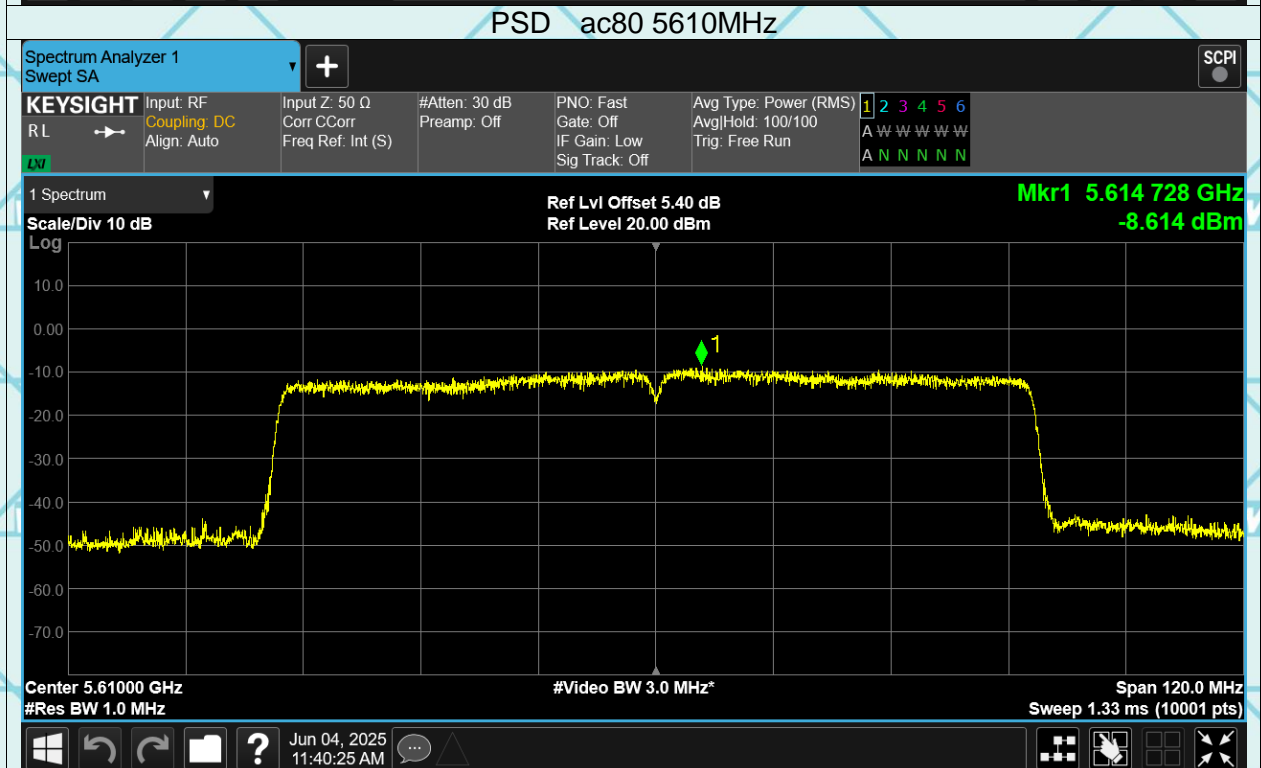 PSD ac80 5610MHz
Spectrum Analyzer 1
Swept SA
SCPI
KEYSIGHT
R L
LXI
Input: RF
Coupling: DC
Align: Auto
Input Z: 50 Ω
Corr CCorr
Freq Ref: Int (S)
#Atten: 30 dB
Preamp: Off
PNO: Fast
Gate: Off
IF Gain: Low
Sig Track: Off
Avg Type: Power (RMS)
Avg|Hold: 100/100
Trig: Free Run
1 2 3 4 5 6
A W W W W W
A N N N N N
1 Spectrum
Scale/Div 10 dB
Ref Lvl Offset 5.40 dB
Ref Level 20.00 dBm
Mkr1 5.614 728 GHz
-8.614 dBm
Log
10.0
0.00
-10.0
-20.0
-30.0
-40.0
-50.0
-60.0
-70.0
1
Center 5.61000 GHz
#Video BW 3.0 MHz*
Span 120.0 MHz
#Res BW 1.0 MHz
Sweep 1.33 ms (10001 pts)
?
Jun 04, 2025
11:40:25 AM